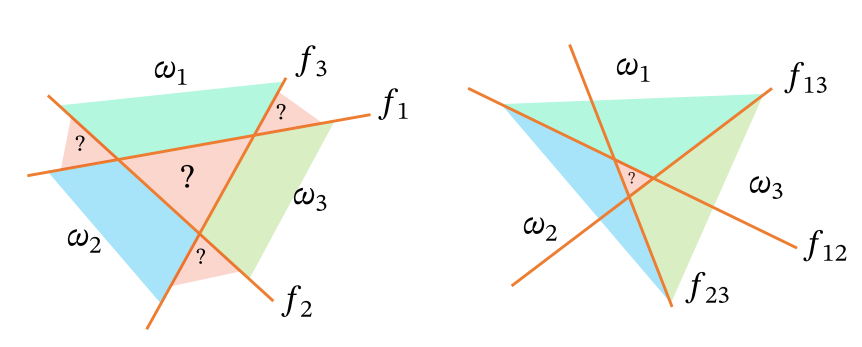 ω₁ f₃ f₁
? ? ? ?
ω₂ ω₃ f₂
ω₁ f₁₃
?
ω₂ ω₃ f₁₂ f₂₃